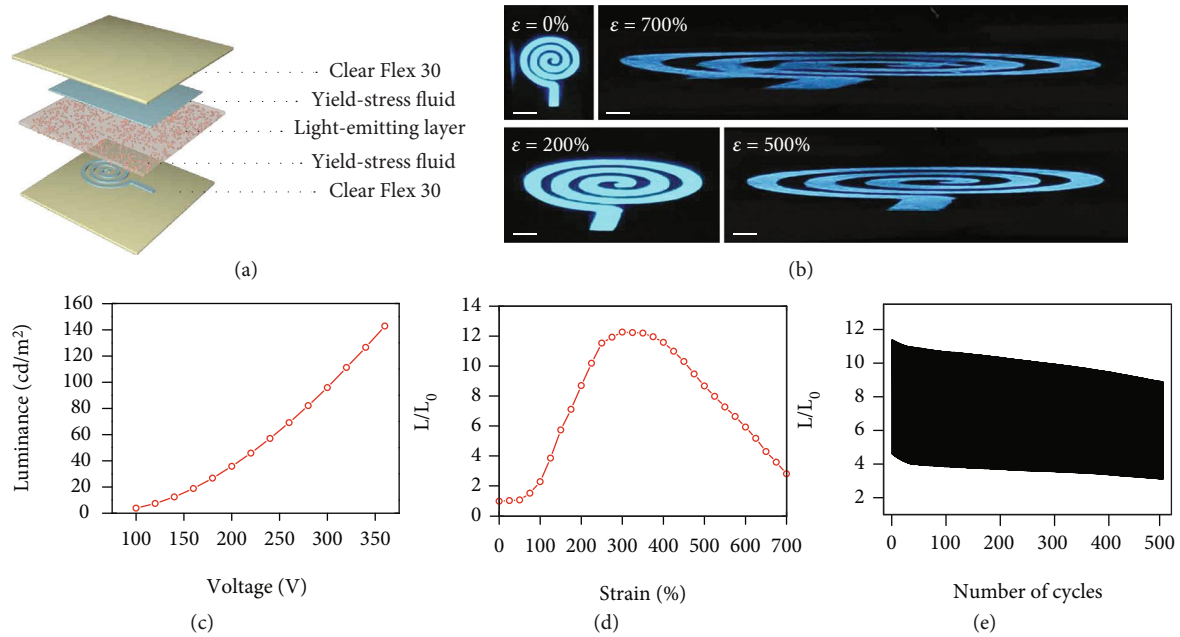 Clear Flex 30
Yield-stress fluid
Light-emitting layer
Yield-stress fluid
Clear Flex 30
(a)
ε = 0%
ε = 700%
ε = 200%
ε = 500%
(b)
160
140
120
100
80
60
40
20
0
Luminance (cd/m²)
100 150 200 250 300 350
Voltage (V)
(c)
14
12
10
8
6
4
2
0
L/L₀
0 100 200 300 400 500 600 700
Strain (%)
(d)
12
10
8
6
4
2
L/L₀
0 100 200 300 400 500
Number of cycles
(e)